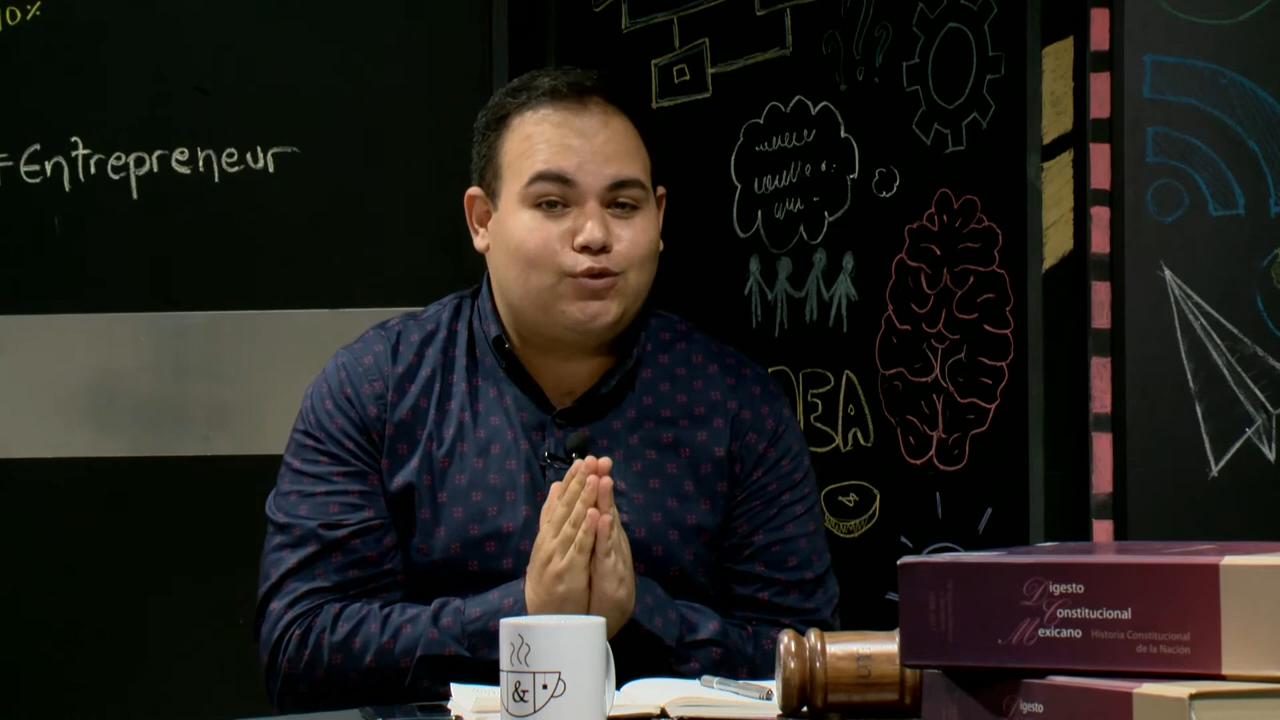 10%
#Entrepreneur
IDEA
&
Digesto
Constitucional
Mexicano Historia Constitucional
de la Nación
Digesto